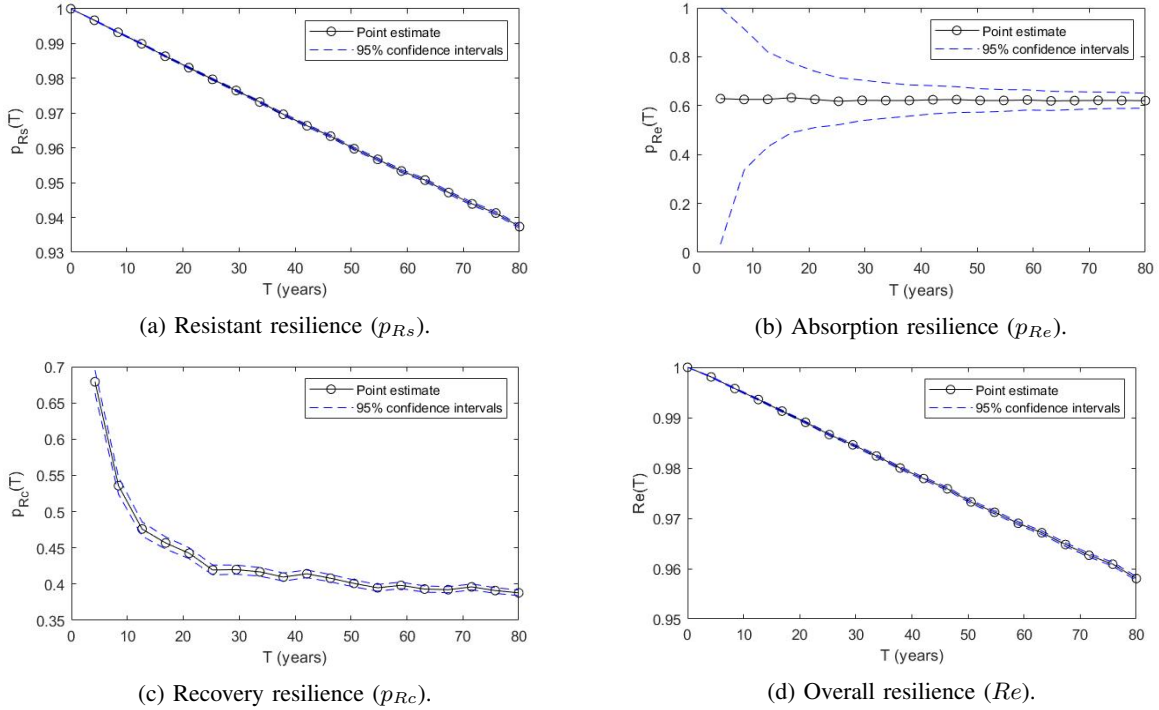 1
0.99
0.98
0.97
0.96
0.95
0.94
0.93
p_Rs(T)
Point estimate
95% confidence intervals
0 10 20 30 40 50 60 70 80
T (years)
(a) Resistant resilience (p_Rs).
1
0.8
0.6
0.4
0.2
0
p_Re(T)
Point estimate
95% confidence intervals
0 10 20 30 40 50 60 70 80
T (years)
(b) Absorption resilience (p_Re).
0.7
0.65
0.6
0.55
0.5
0.45
0.4
0.35
p_Rc(T)
Point estimate
95% confidence intervals
0 10 20 30 40 50 60 70 80
T (years)
(c) Recovery resilience (p_Rc).
1
0.99
0.98
0.97
0.96
0.95
Re(T)
Point estimate
95% confidence intervals
0 10 20 30 40 50 60 70 80
T (years)
(d) Overall resilience (Re).